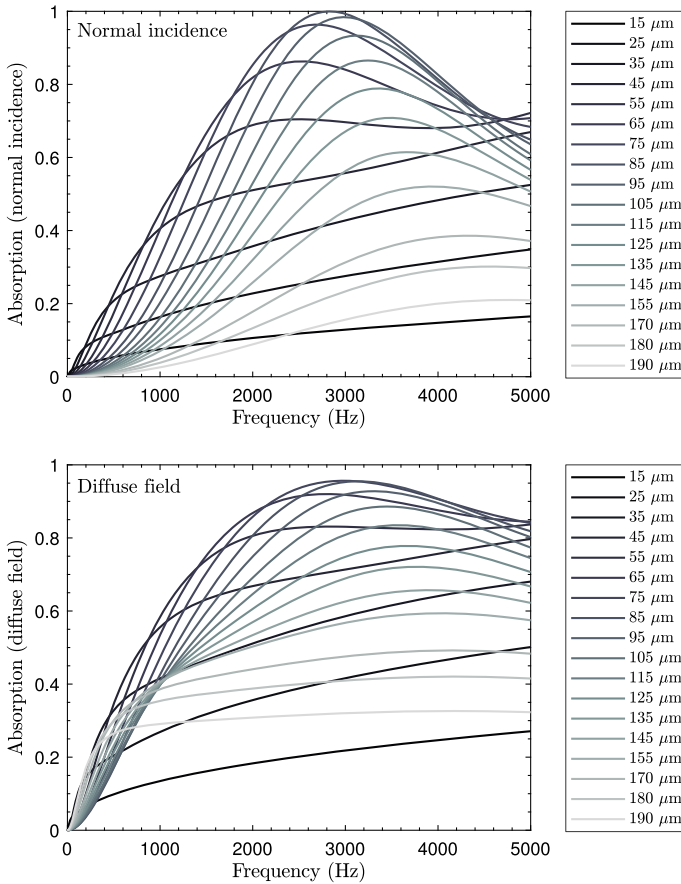 Normal incidence
Absorption (normal incidence)
1
0.8
0.6
0.4
0.2
0
0 1000 2000 3000 4000 5000
Frequency (Hz)
15 μm
25 μm
35 μm
45 μm
55 μm
65 μm
75 μm
85 μm
95 μm
105 μm
115 μm
125 μm
135 μm
145 μm
155 μm
170 μm
180 μm
190 μm
Diffuse field
Absorption (diffuse field)
1
0.8
0.6
0.4
0.2
0
0 1000 2000 3000 4000 5000
Frequency (Hz)
15 μm
25 μm
35 μm
45 μm
55 μm
65 μm
75 μm
85 μm
95 μm
105 μm
115 μm
125 μm
135 μm
145 μm
155 μm
170 μm
180 μm
190 μm